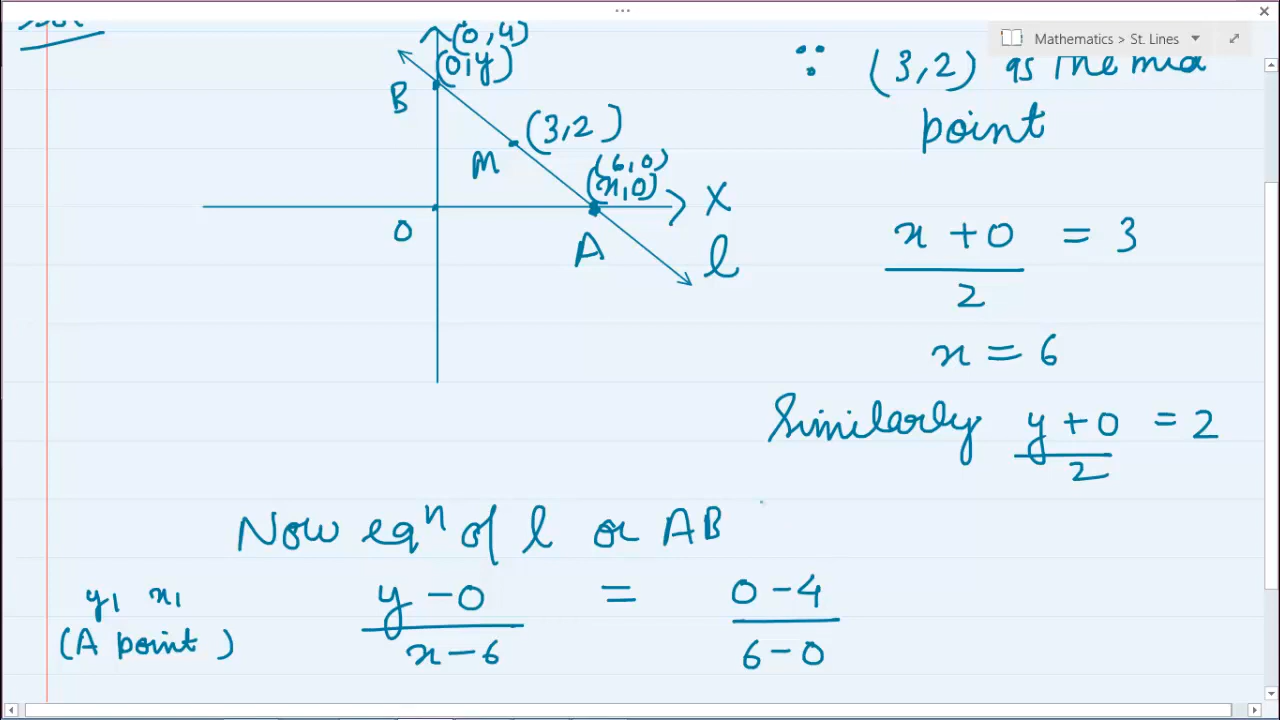 Mathematics > St. Lines
(0,4)
(0,y)
B
(3,2)
M
(6,0)
(x,0)
X
O
A
l
∵ (3,2) is the mid
point
x+0 = 3
2
x = 6
Similarly y+0 = 2
2
Now eqⁿ of l or AB
y₁ x₁
(A point)
y-0 = 0-4
x-6 6-0